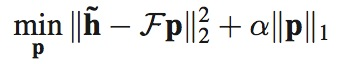 min ‖h̃ − ℱp‖₂² + α‖p‖₁
p